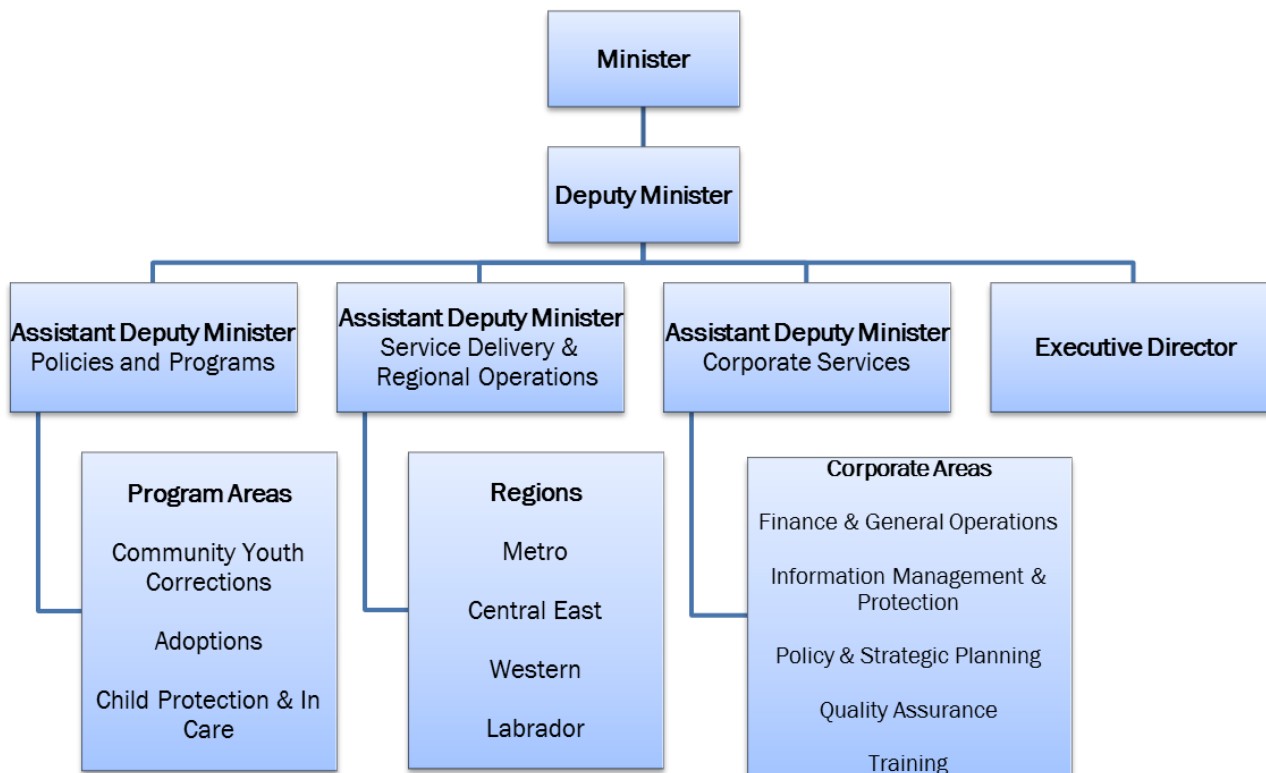 Minister
Deputy Minister
Assistant Deputy Minister
Policies and Programs
Assistant Deputy Minister
Service Delivery &
Regional Operations
Assistant Deputy Minister
Corporate Services
Executive Director
Program Areas
Community Youth
Corrections
Adoptions
Child Protection & In
Care
Regions
Metro
Central East
Western
Labrador
Corporate Areas
Finance & General Operations
Information Management &
Protection
Policy & Strategic Planning
Quality Assurance
Training